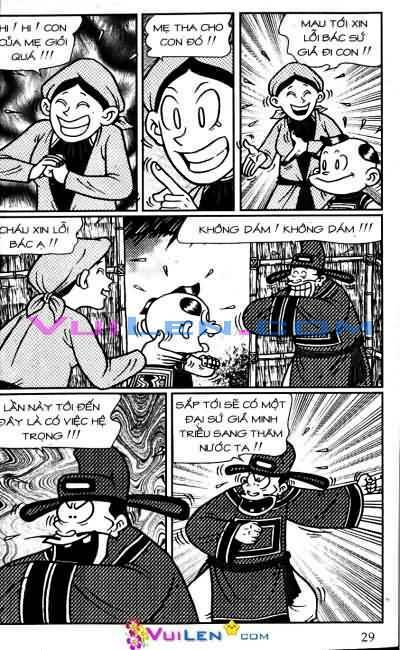 HI ! HI ! CON
CỦA MẸ GIỎI
QUÁ !!!
MẸ THA CHO
CON ĐÓ !!
MAU TỚI XIN
LỖI BÁC SỨ
GIẢ ĐI CON !!
CHÁU XIN LỖI
BÁC Ạ !!
KHÔNG DÁM ! KHÔNG DÁM !!!
VUILEN.COM
LẦN NÀY TÔI ĐẾN
ĐÂY LÀ CÓ VIỆC HỆ
TRỌNG !!!
SẮP TỚI SẼ CÓ MỘT
ĐẠI SỨ GIẢ MINH
TRIỀU SANG THĂM
NƯỚC TA !!
29
VUILEN.COM